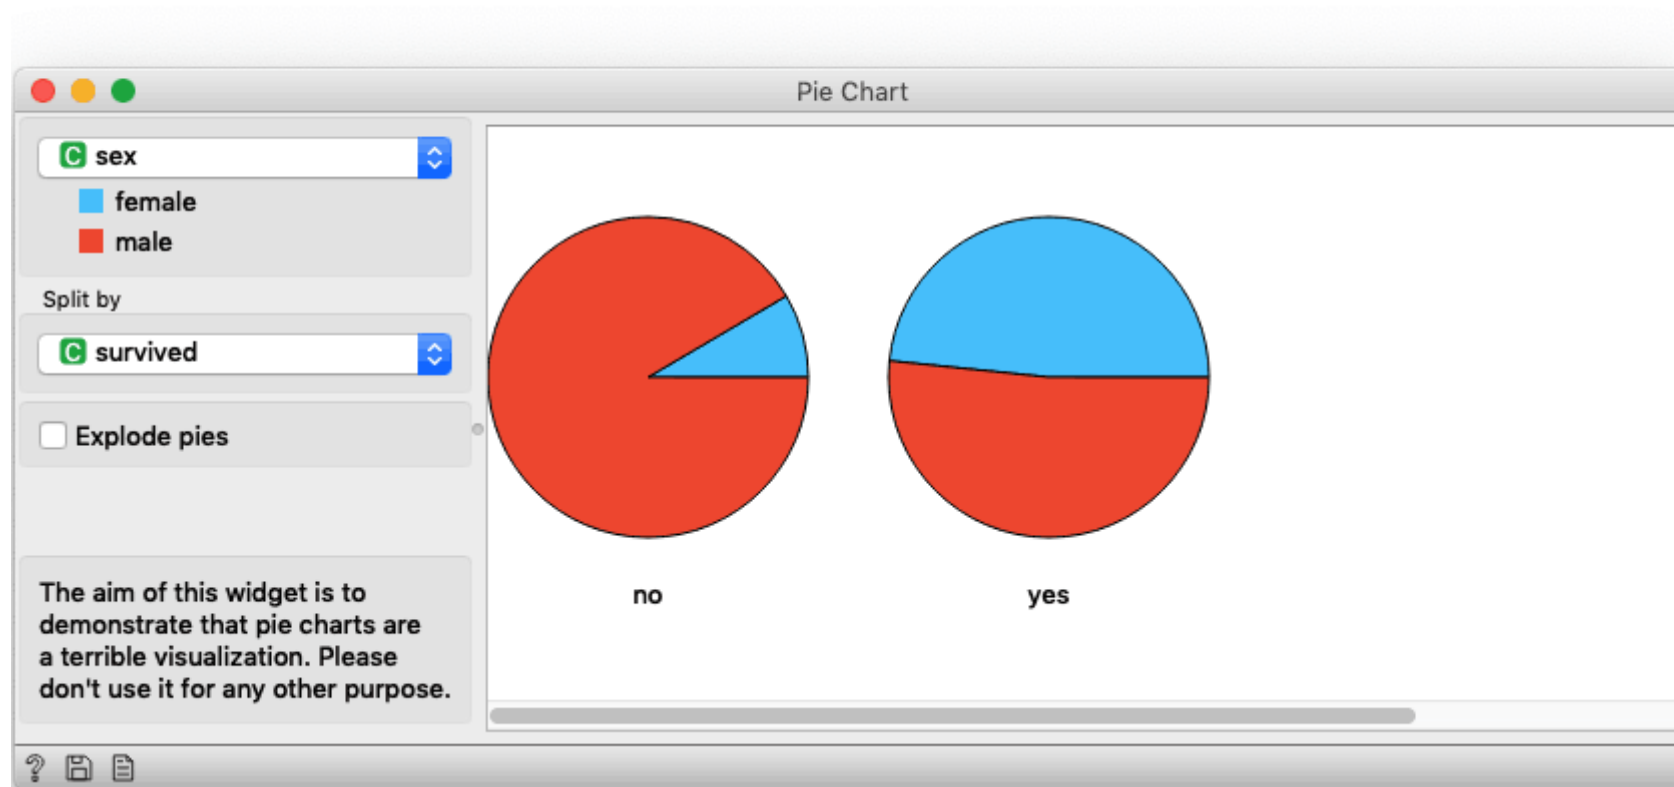 Pie Chart
C sex
female
male
Split by
C survived
Explode pies
The aim of this widget is to
demonstrate that pie charts are
a terrible visualization. Please
don't use it for any other purpose.
no
yes
?